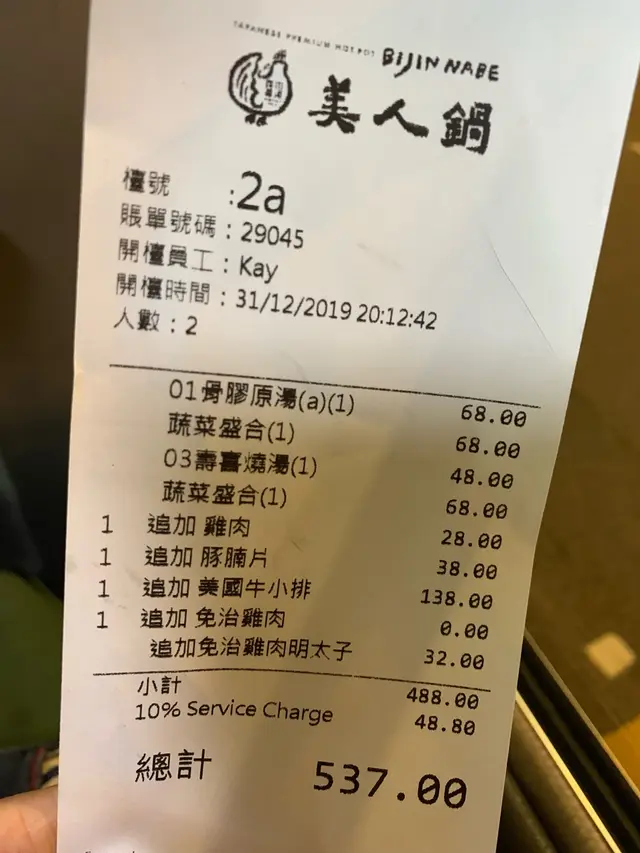 JAPANESE PREMIUM HOT POT BIJIN NABE
美人鍋
檯號 :2a
賬單號碼 : 29045
開檯員工 : Kay
開檯時間 : 31/12/2019 20:12:42
人數 : 2
01骨膠原湯(a)(1) 68.00
蔬菜盛合(1) 68.00
03壽喜燒湯(1) 48.00
蔬菜盛合(1) 68.00
1 追加 雞肉 28.00
1 追加 豚腩片 38.00
1 追加 美國牛小排 138.00
1 追加 免治雞肉 0.00
追加免治雞肉明太子 32.00
小計 488.00
10% Service Charge 48.80
總計 537.00